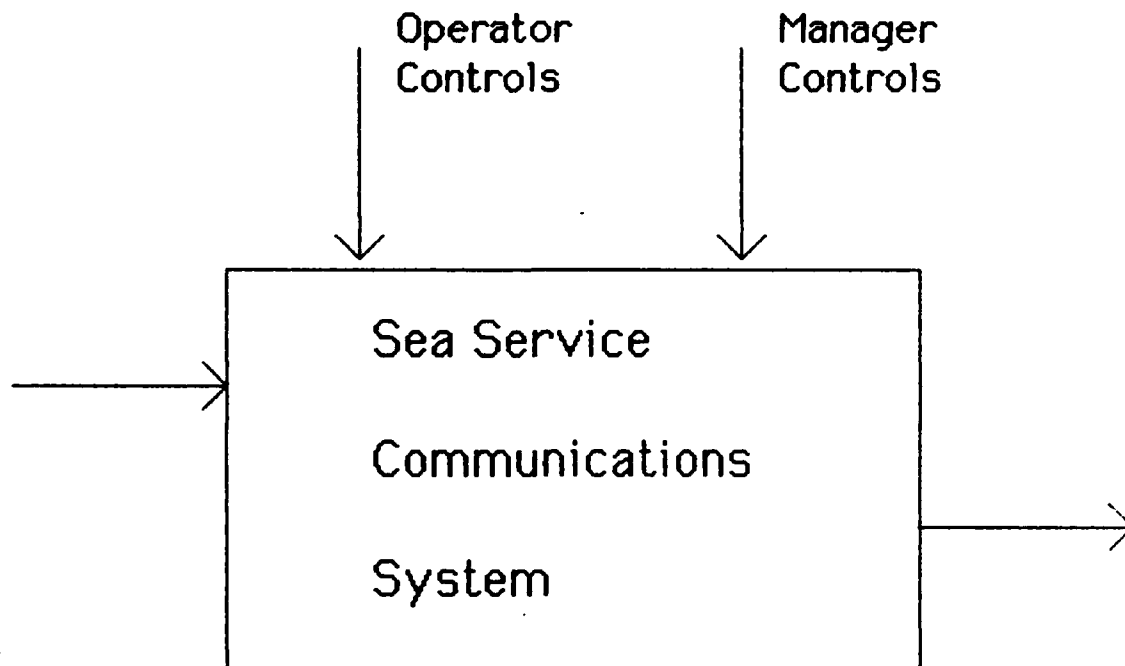 Operator
Controls
Manager
Controls
Sea Service
Communications
System